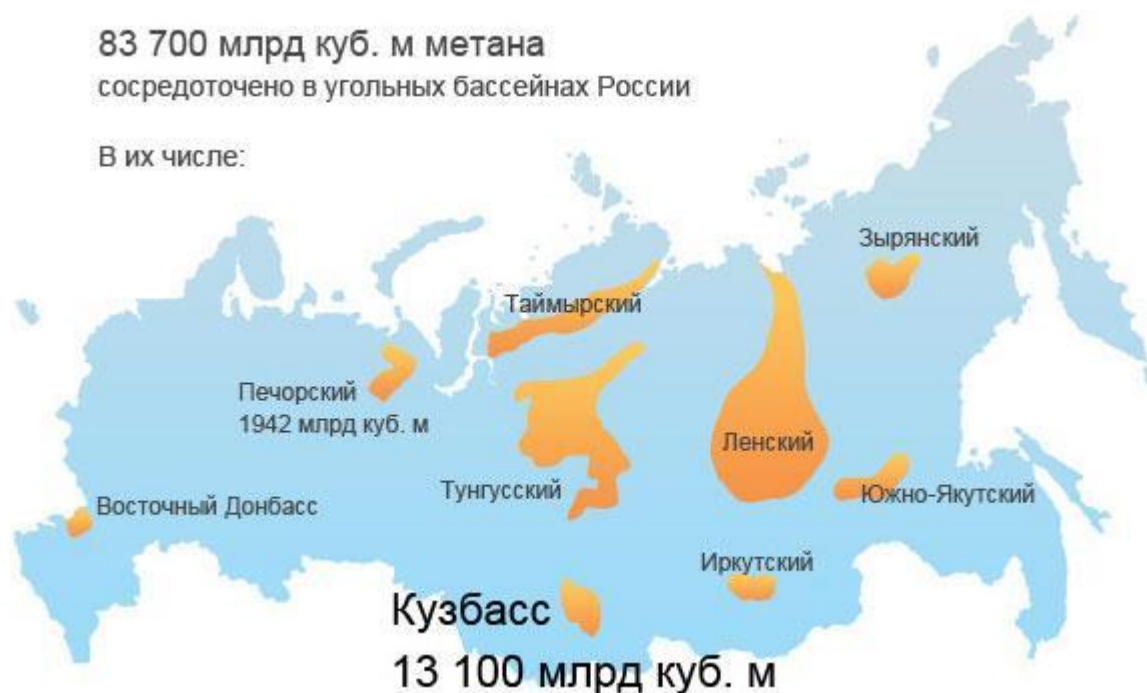 83 700 млрд куб. м метана
сосредоточено в угольных бассейнах России
В их числе:
Зырянский
Таймырский
Печорский
1942 млрд куб. м
Ленский
Тунгусский
Южно-Якутский
Восточный Донбасс
Иркутский
Кузбасс
13 100 млрд куб. м